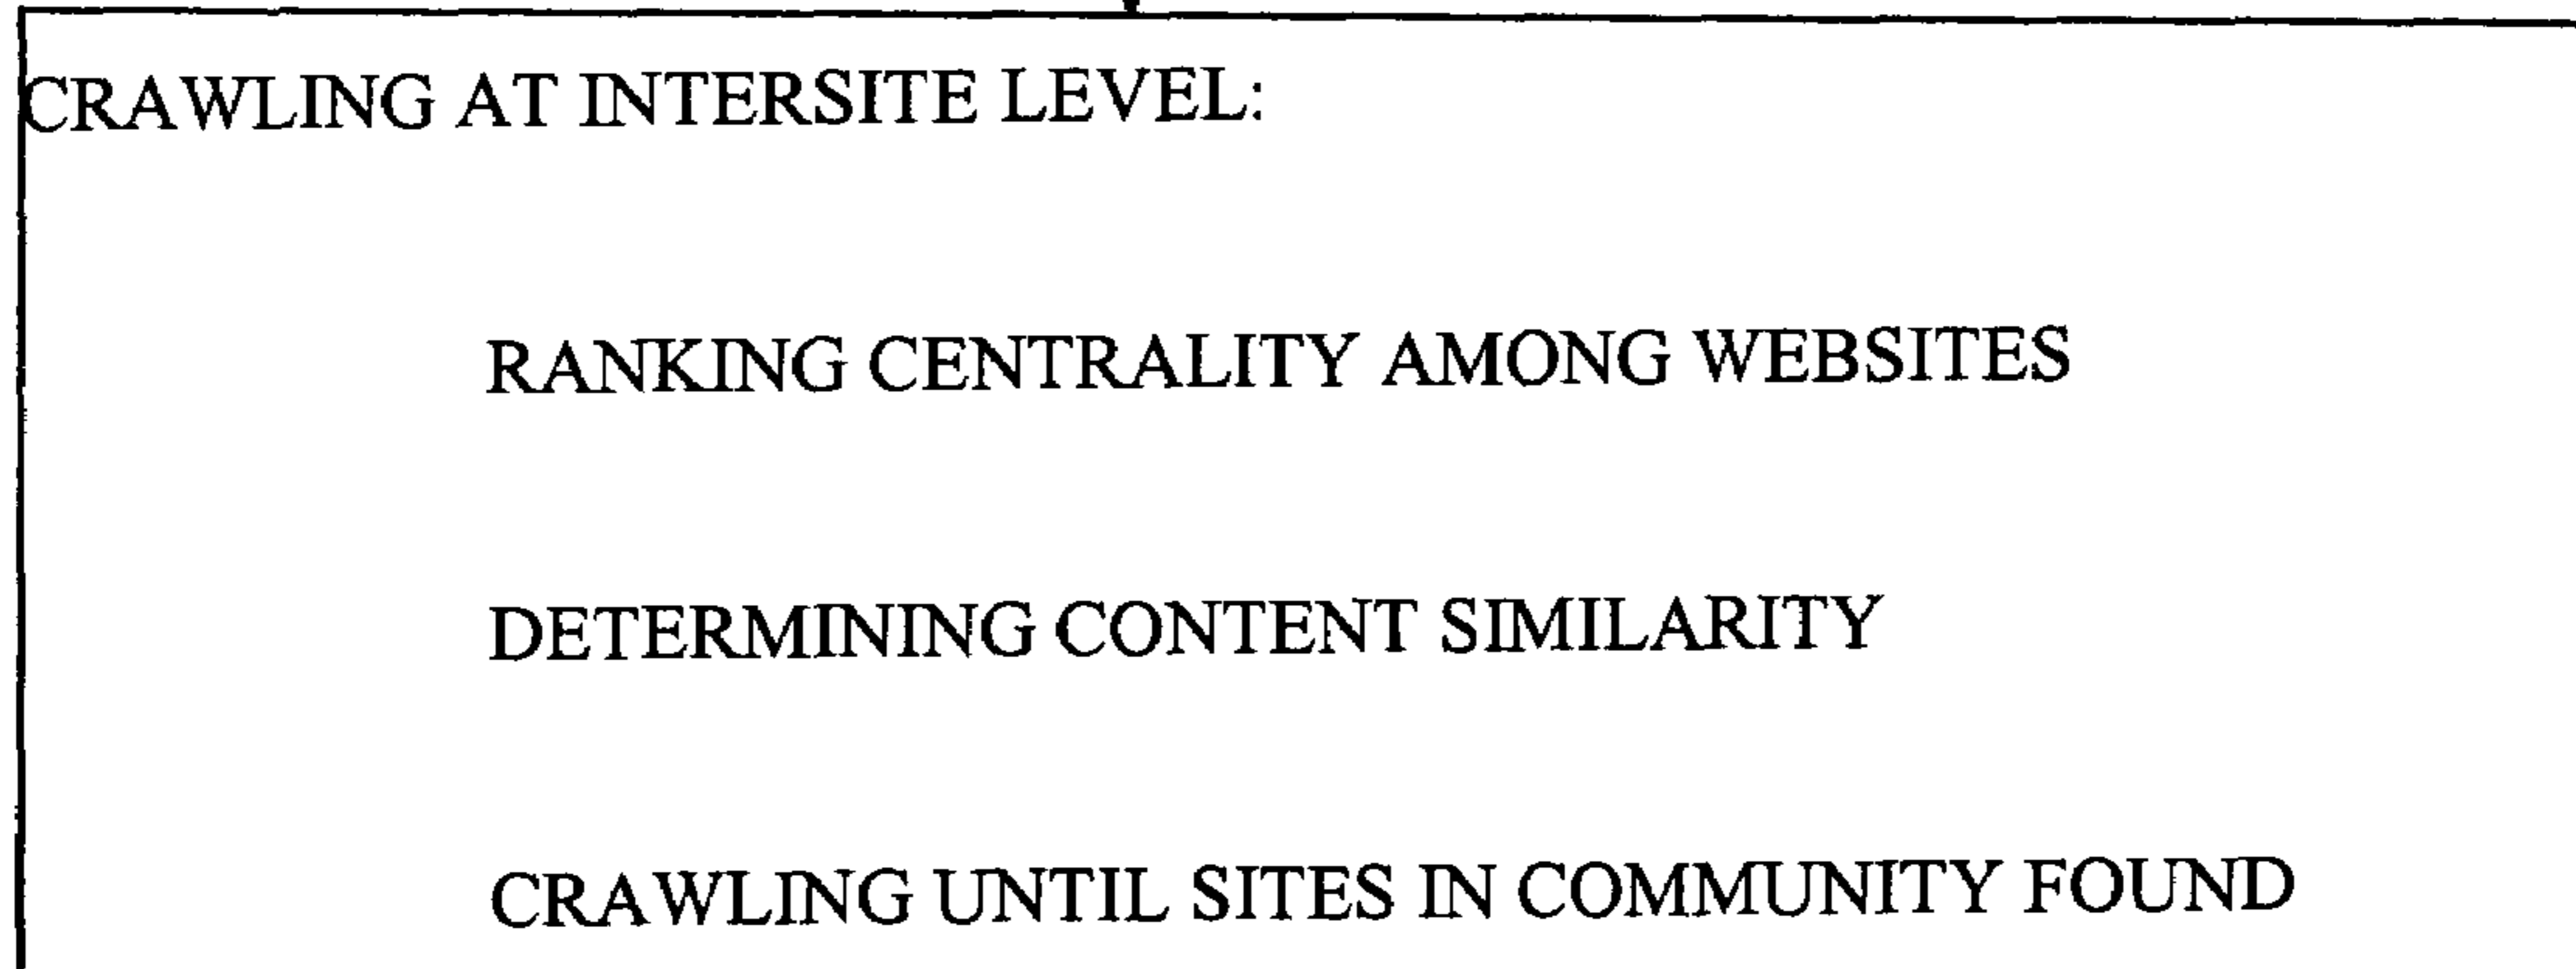 CRAWLING AT INTERSITE LEVEL:
RANKING CENTRALITY AMONG WEBSITES
DETERMINING CONTENT SIMILARITY
CRAWLING UNTIL SITES IN COMMUNITY FOUND